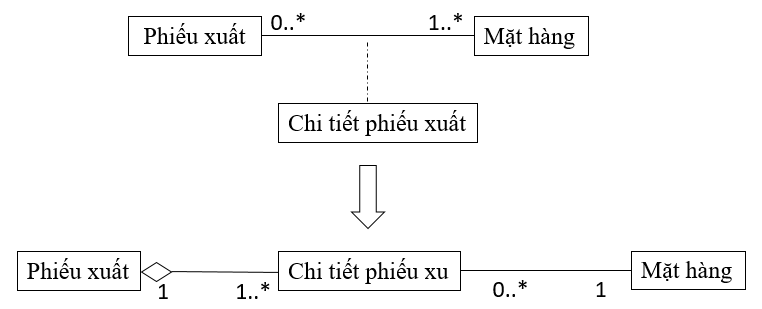 Phiếu xuất 0..* 1..* Mặt hàng
Chi tiết phiếu xuất
Phiếu xuất Chi tiết phiếu xu Mặt hàng
1 1..* 0..* 1